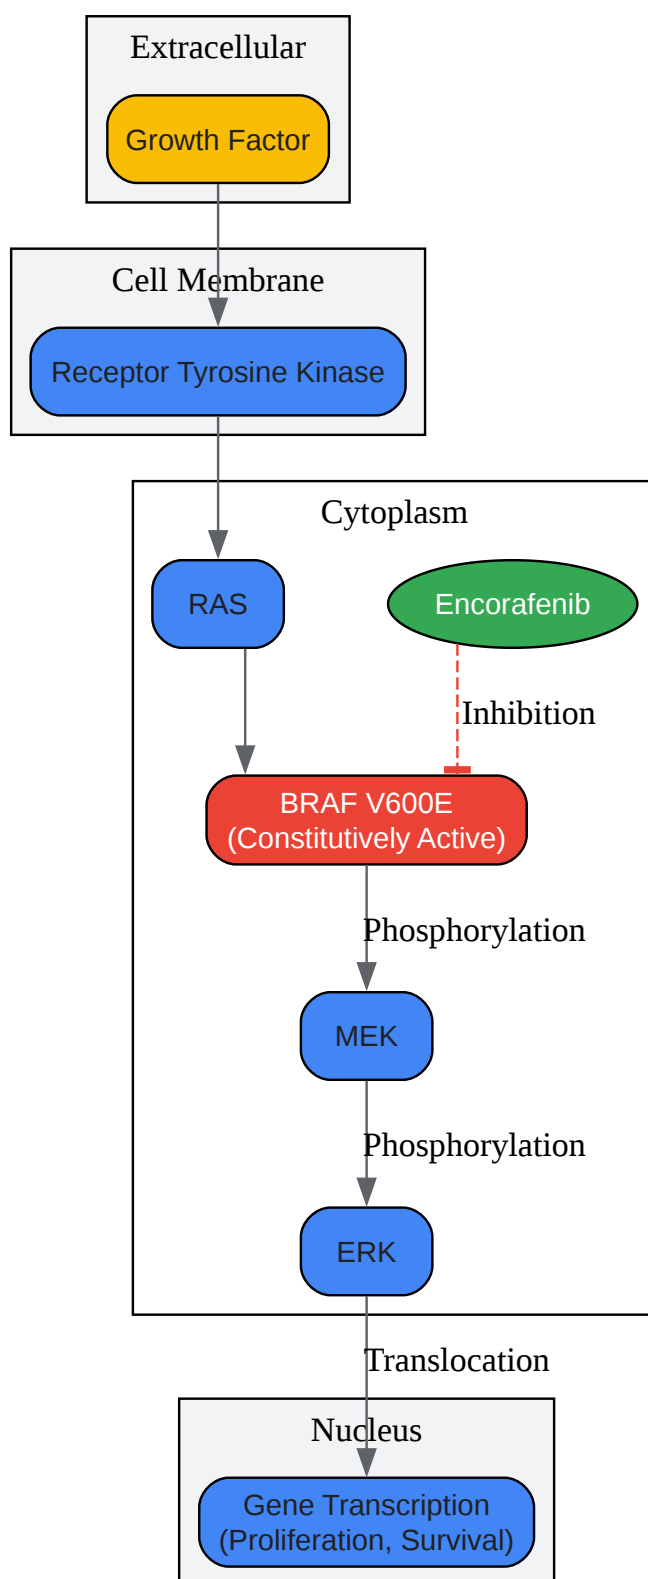 Extracellular
Growth Factor
Cell Membrane
Receptor Tyrosine Kinase
Cytoplasm
RAS
Encorafenib
Inhibition
BRAF V600E
(Constitutively Active)
Phosphorylation
MEK
Phosphorylation
ERK
Translocation
Nucleus
Gene Transcription
(Proliferation, Survival)